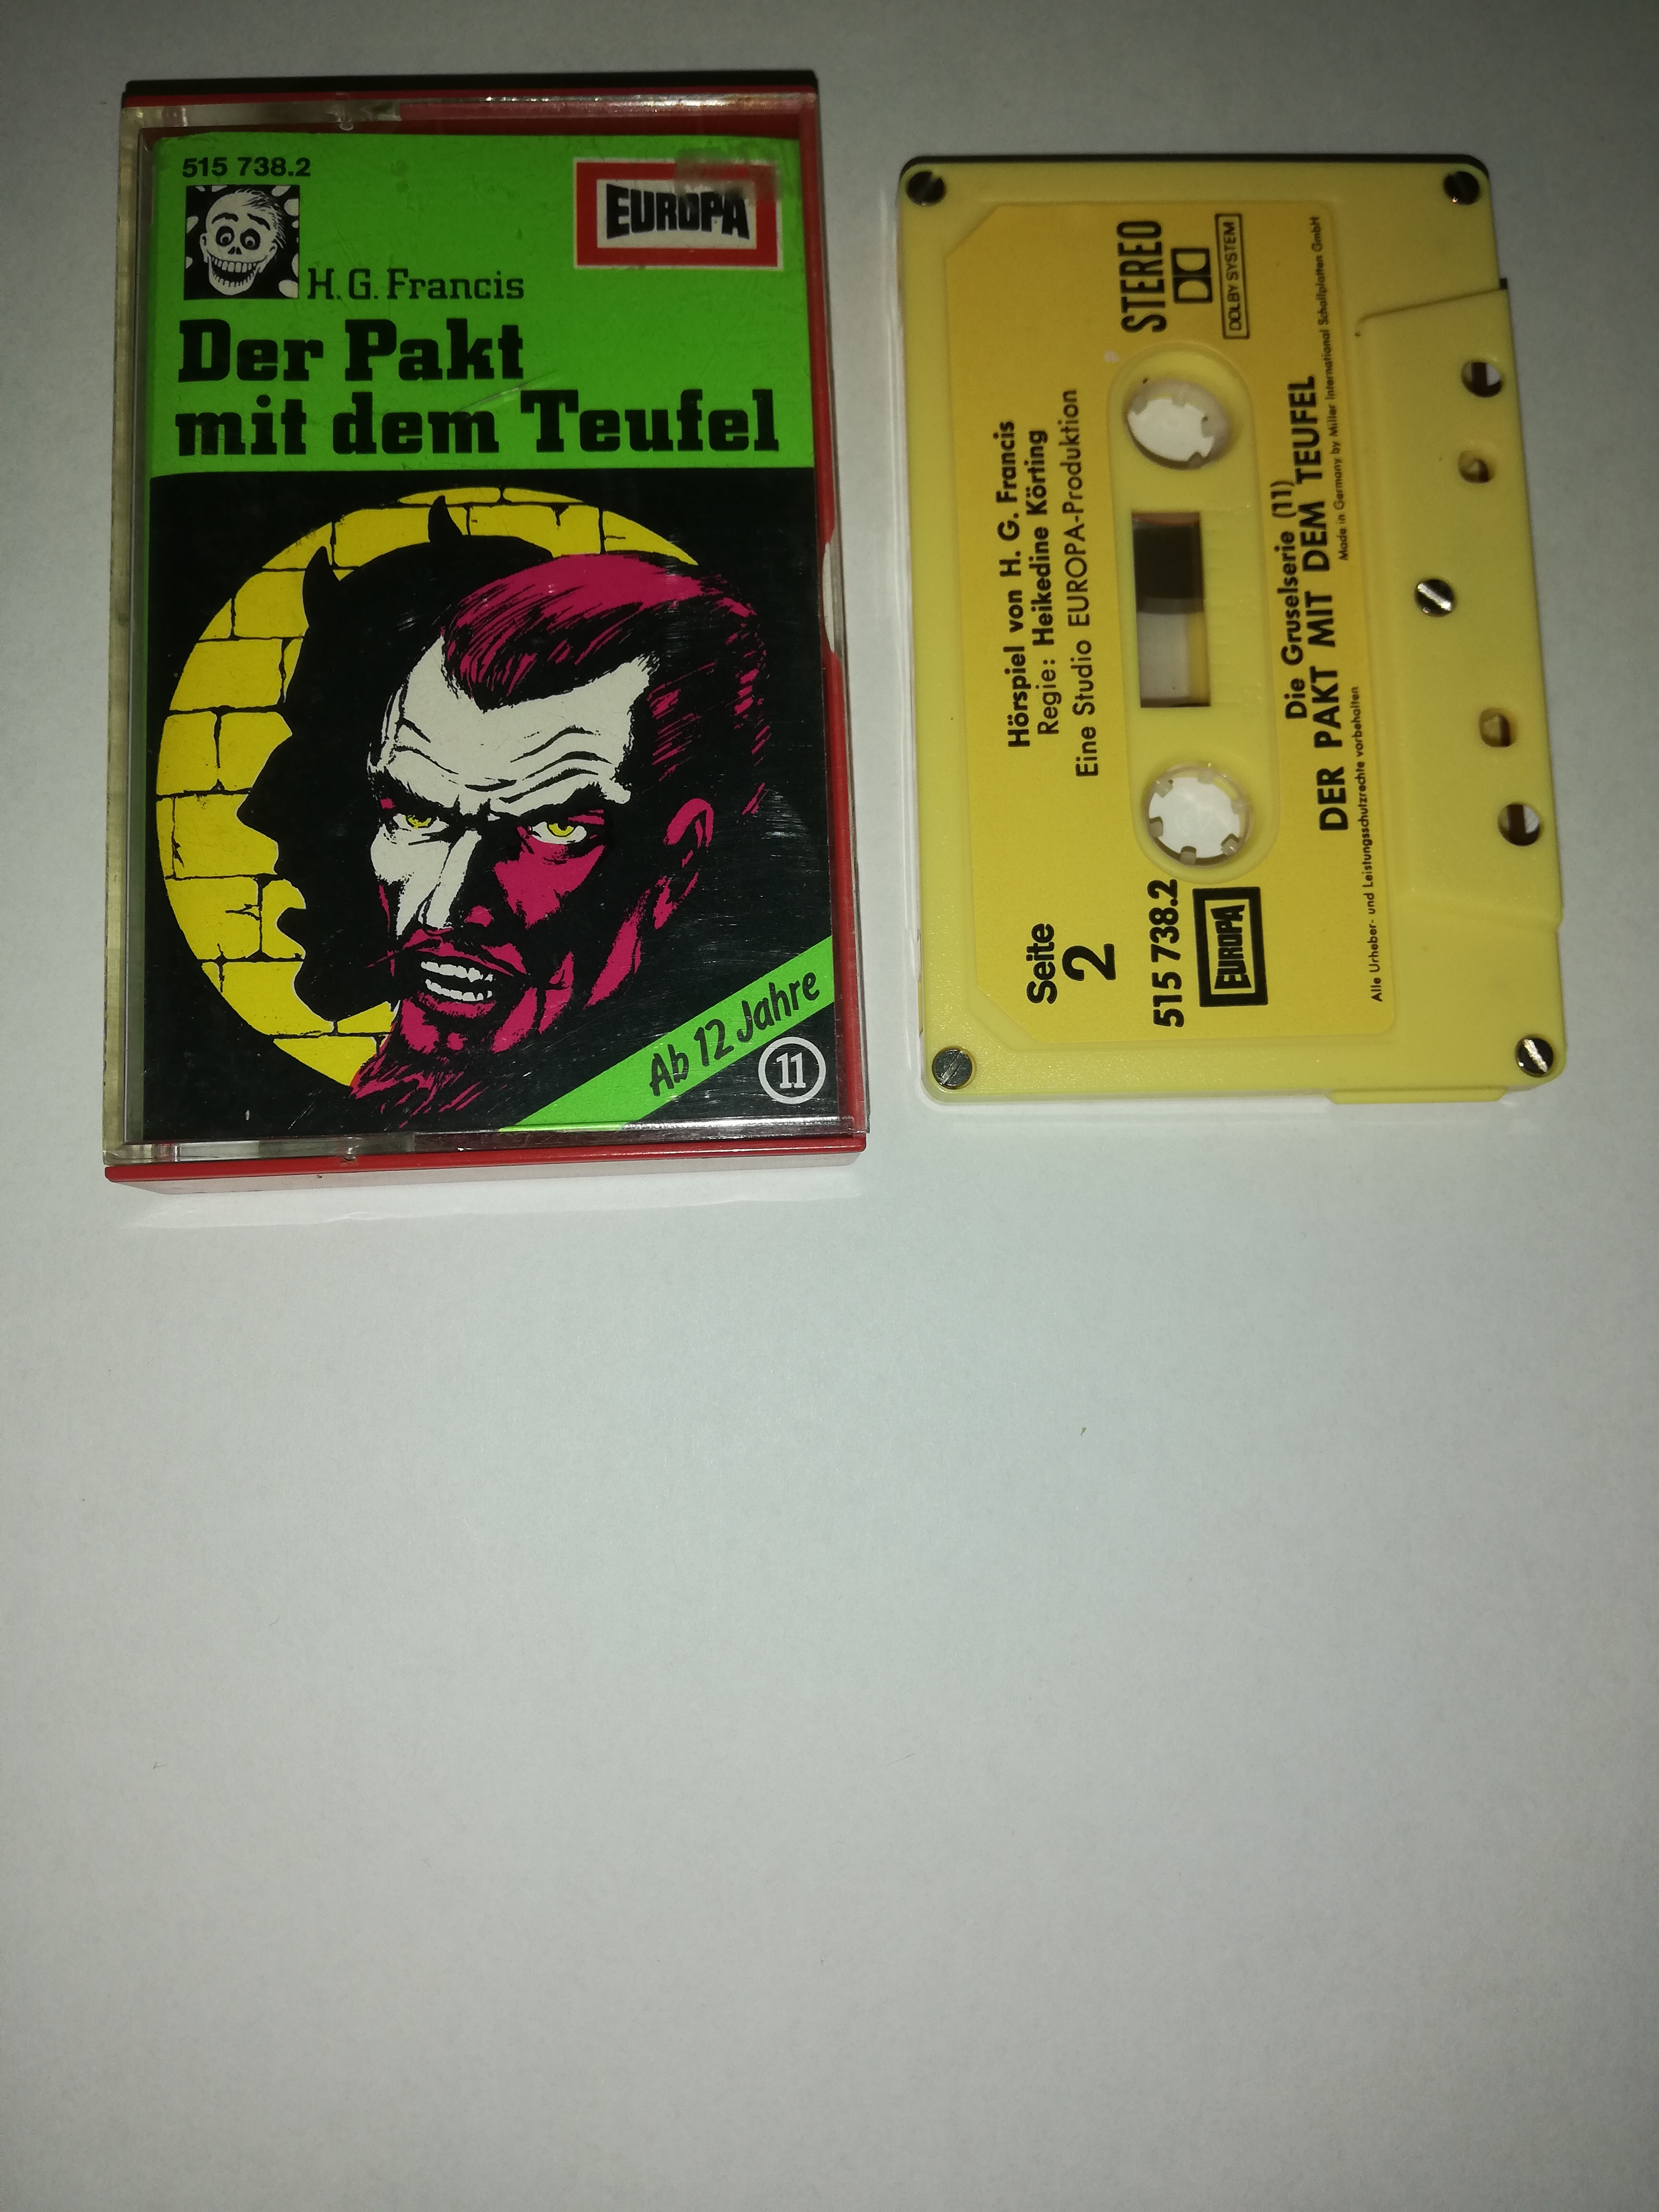 515 738.2
EUROPA
H. G. Francis
Der Pakt
mit dem Teufel
Ab 12 Jahre
11
Hörspiel von H. G. Francis
Regie: Heikedine Körting
Eine Studio EUROPA-Produktion
Seite
2
STEREO
DOLBY SYSTEM
515 738.2
EUROPA
Die Gruselserie (11)
DER PAKT MIT DEM TEUFEL
Made in Germany by Miller International Schallplatten GmbH
Alle Urheber- und Leistungsschutzrechte vorbehalten